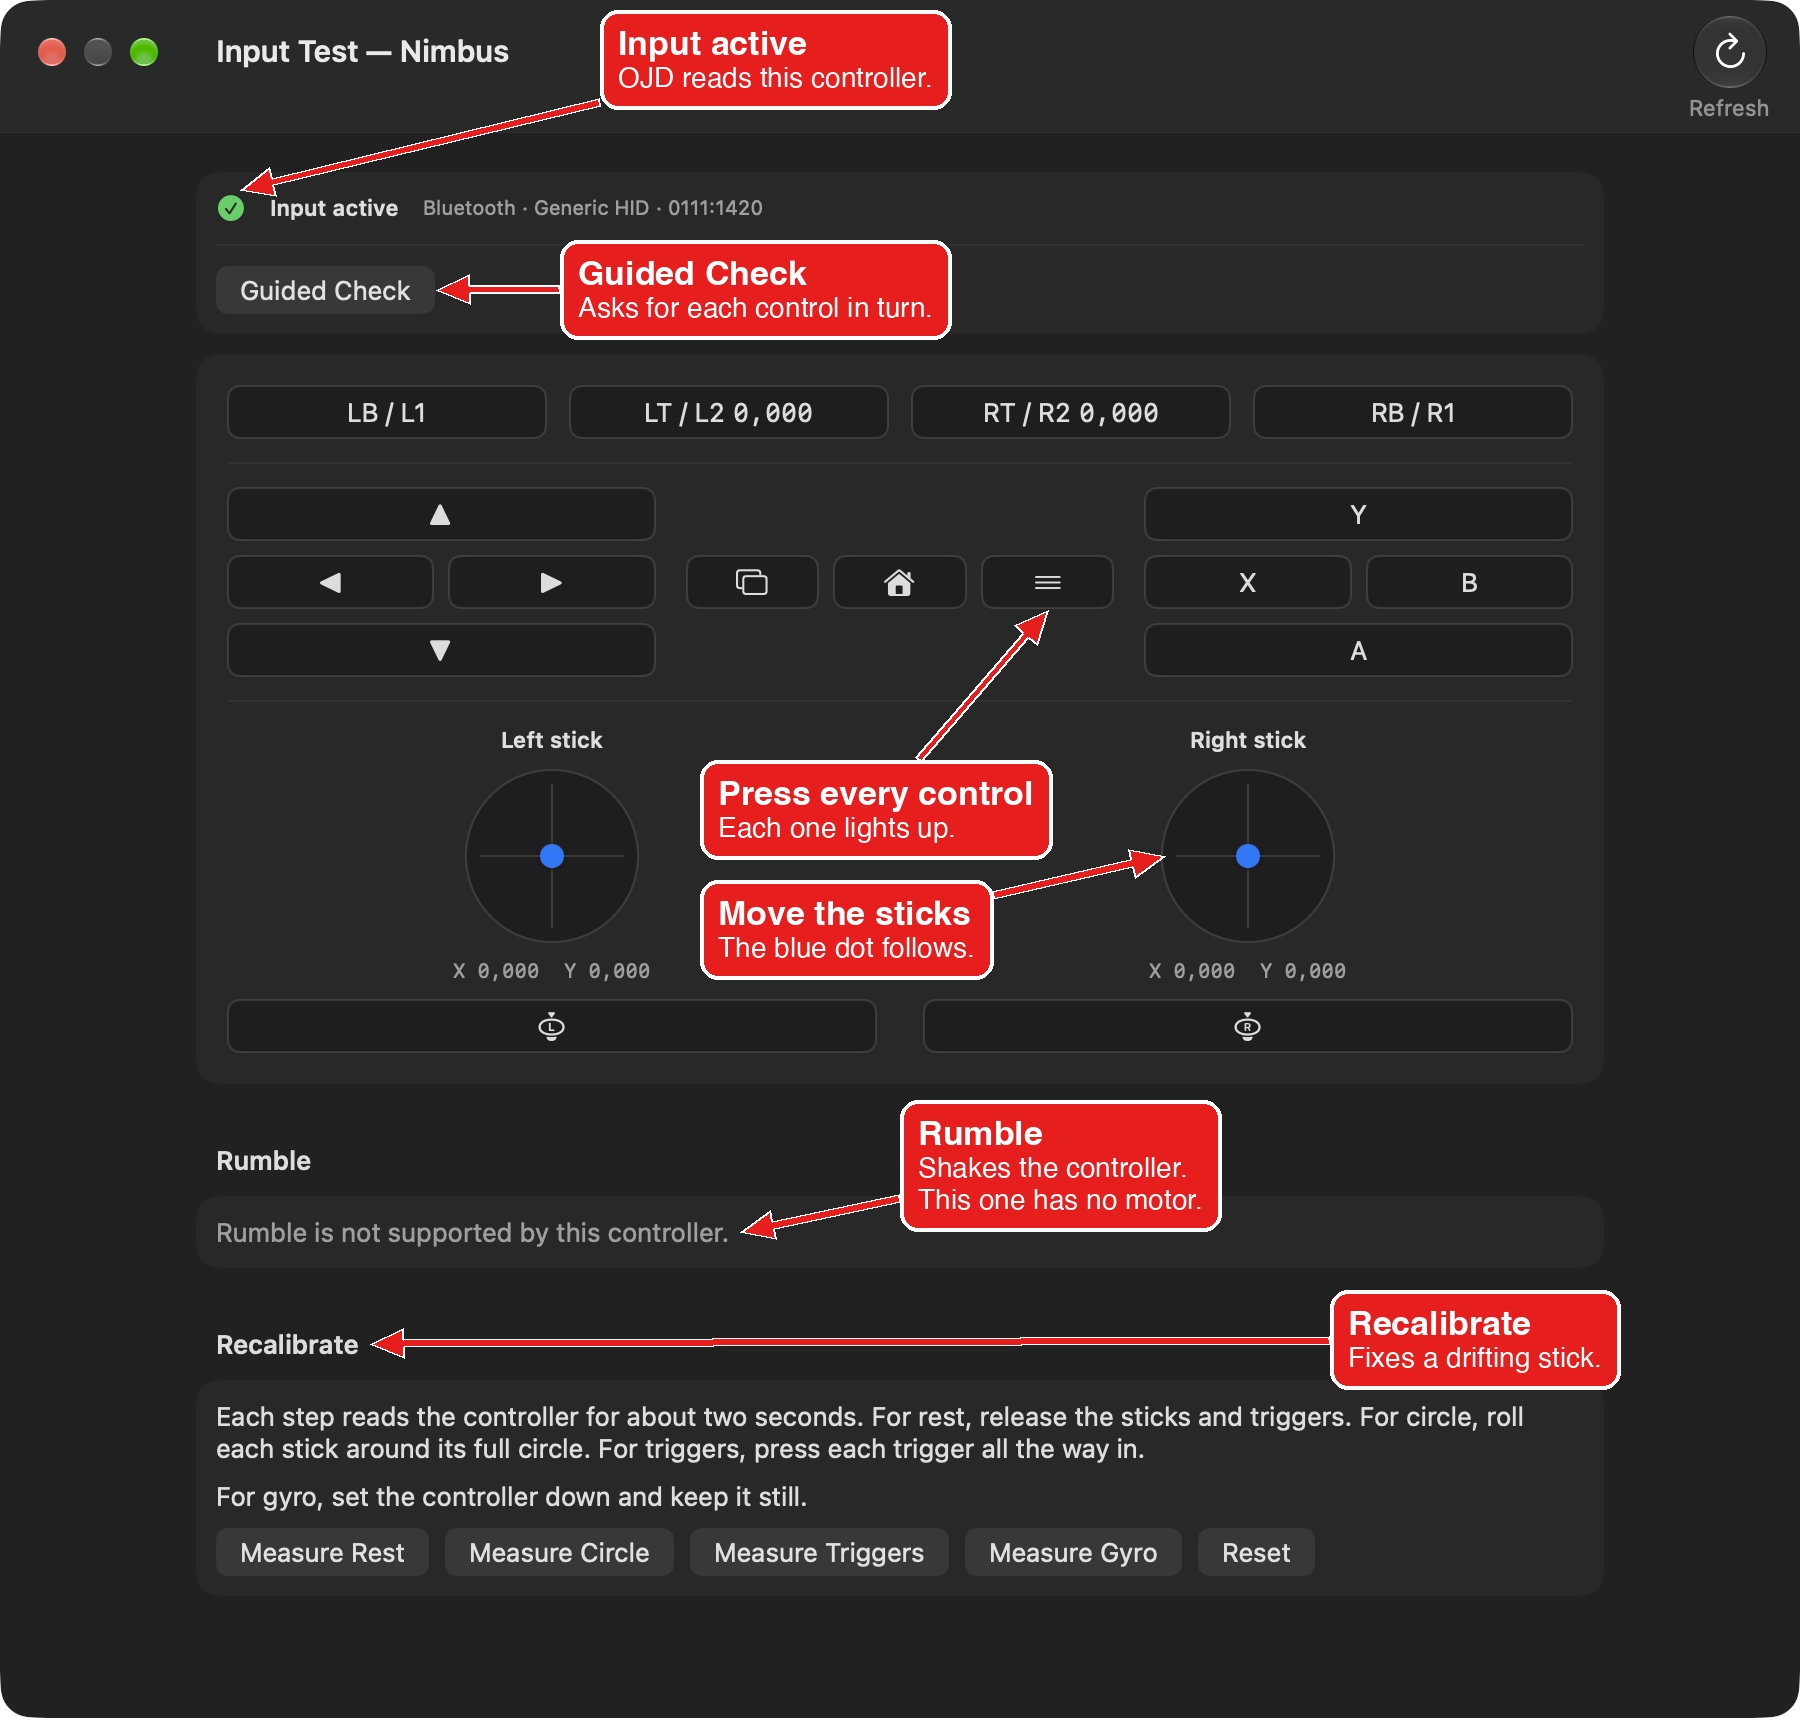 Input Test — Nimbus
Refresh
Input active
OJD reads this controller.
Input active Bluetooth · Generic HID · 0111:1420
Guided Check
Guided Check
Asks for each control in turn.
LB / L1 LT / L2 0,000 RT / R2 0,000 RB / R1
Y
X B
A
Left stick Right stick
Press every control
Each one lights up.
Move the sticks
The blue dot follows.
X 0,000 Y 0,000 X 0,000 Y 0,000
L R
Rumble
Rumble
Shakes the controller.
This one has no motor.
Rumble is not supported by this controller.
Recalibrate
Recalibrate
Fixes a drifting stick.
Each step reads the controller for about two seconds. For rest, release the sticks and triggers. For circle, roll
each stick around its full circle. For triggers, press each trigger all the way in.
For gyro, set the controller down and keep it still.
Measure Rest Measure Circle Measure Triggers Measure Gyro Reset